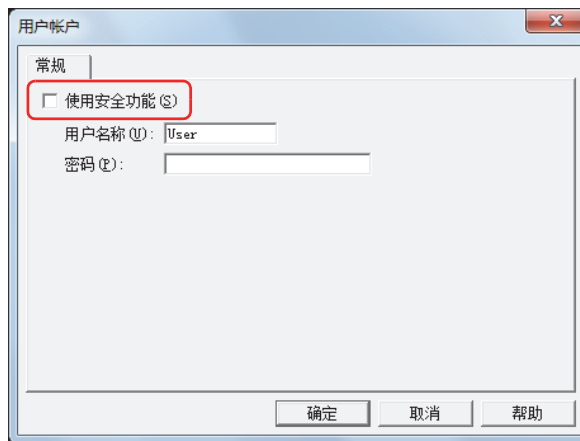 用户帐户
常规
使用安全功能(S)
用户名称(U): User
密码(P):
确定 取消 帮助